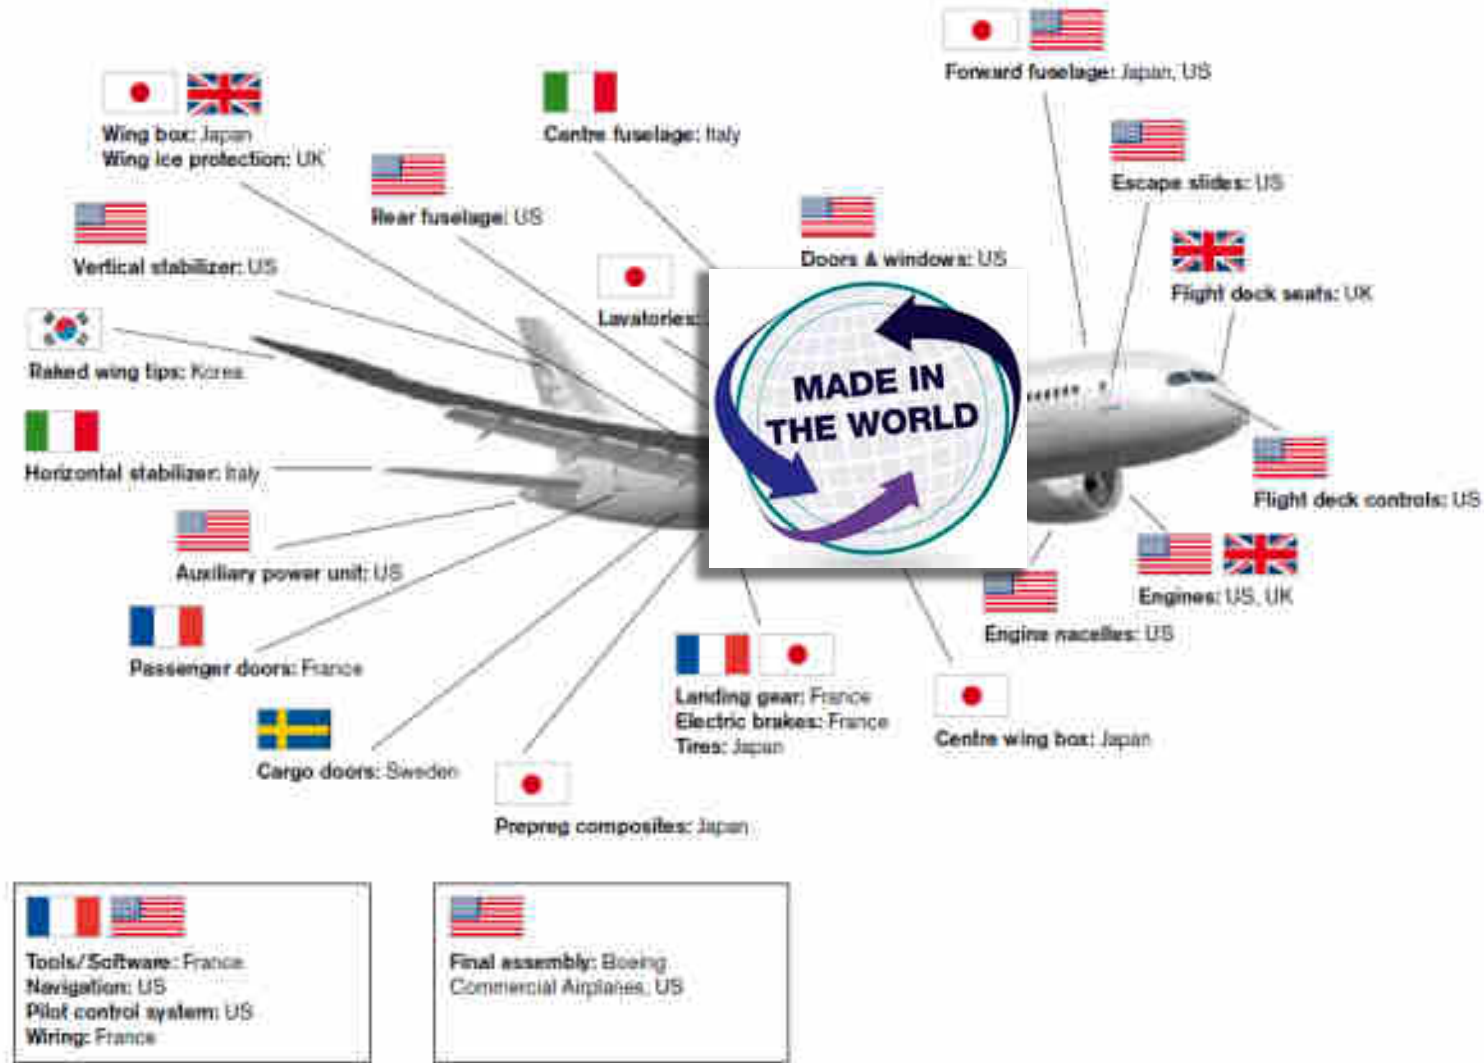 Forward fuselage: Japan, US
Wing box: Japan
Wing ice protection: UK
Centre fuselage: Italy
Escape slides: US
Rear fuselage: US
Doors & windows: US
Vertical stabilizer: US
Flight deck seats: UK
Lavatories:
Raked wing tips: Korea
MADE IN
THE WORLD
Horizontal stabilizer: Italy
Flight deck controls: US
Auxiliary power unit: US
Engines: US, UK
Engine nacelles: US
Passenger doors: France
Landing gear: France
Electric brakes: France
Tires: Japan
Centre wing box: Japan
Cargo doors: Sweden
Prepreg composites: Japan
Tools/Software: France
Navigation: US
Pilot control system: US
Wiring: France
Final assembly: Boeing
Commercial Airplanes, US